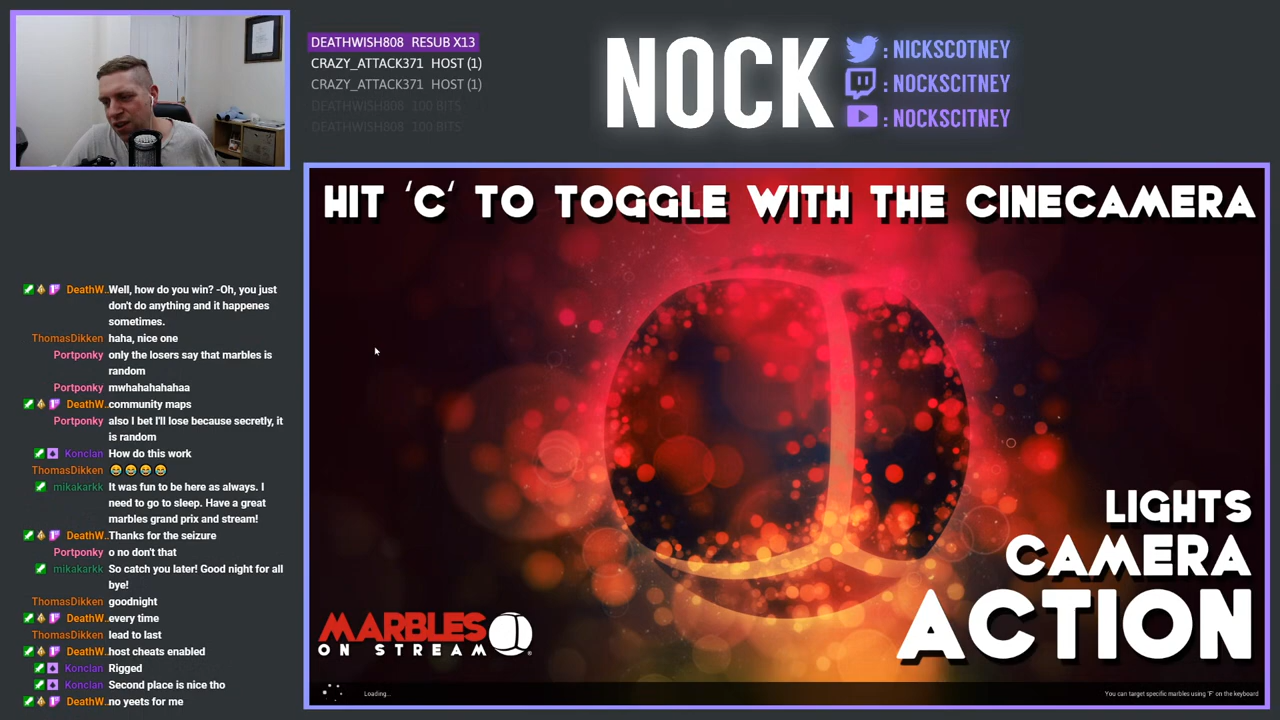 DEATHWISH808 RESUB X13
CRAZY_ATTACK371 HOST (1)
CRAZY_ATTACK371 HOST (1)
DEATHWISH808 100 BITS
DEATHWISH808 100 BITS
NOCK
: NICKSCOTNEY
: NOCKSCITNEY
: NOCKSCITNEY
HIT 'C' TO TOGGLE WITH THE CINECAMERA
DeathW.. Well, how do you win? -Oh, you just
don't do anything and it happenes
sometimes.
ThomasDikken haha, nice one
Portponky only the losers say that marbles is
random
Portponky mwhahahahahaa
DeathW.. community maps
Portponky also I bet I'll lose because secretly, it
is random
Konclan How do this work
ThomasDikken 😂😂😂😂
mikakarkk It was fun to be here as always. I
need to go to sleep. Have a great
marbles grand prix and stream!
DeathW.. Thanks for the seizure
Portponky o no don't that
mikakarkk So catch you later! Good night for all
bye!
ThomasDikken goodnight
DeathW.. every time
ThomasDikken lead to last
DeathW.. host cheats enabled
Konclan Rigged
Konclan Second place is nice tho
DeathW.. no yeets for me
LIGHTS
CAMERA
ACTION
MARBLES
ON STREAM
Loading...
You can target specific marbles using 'F' on the keyboard